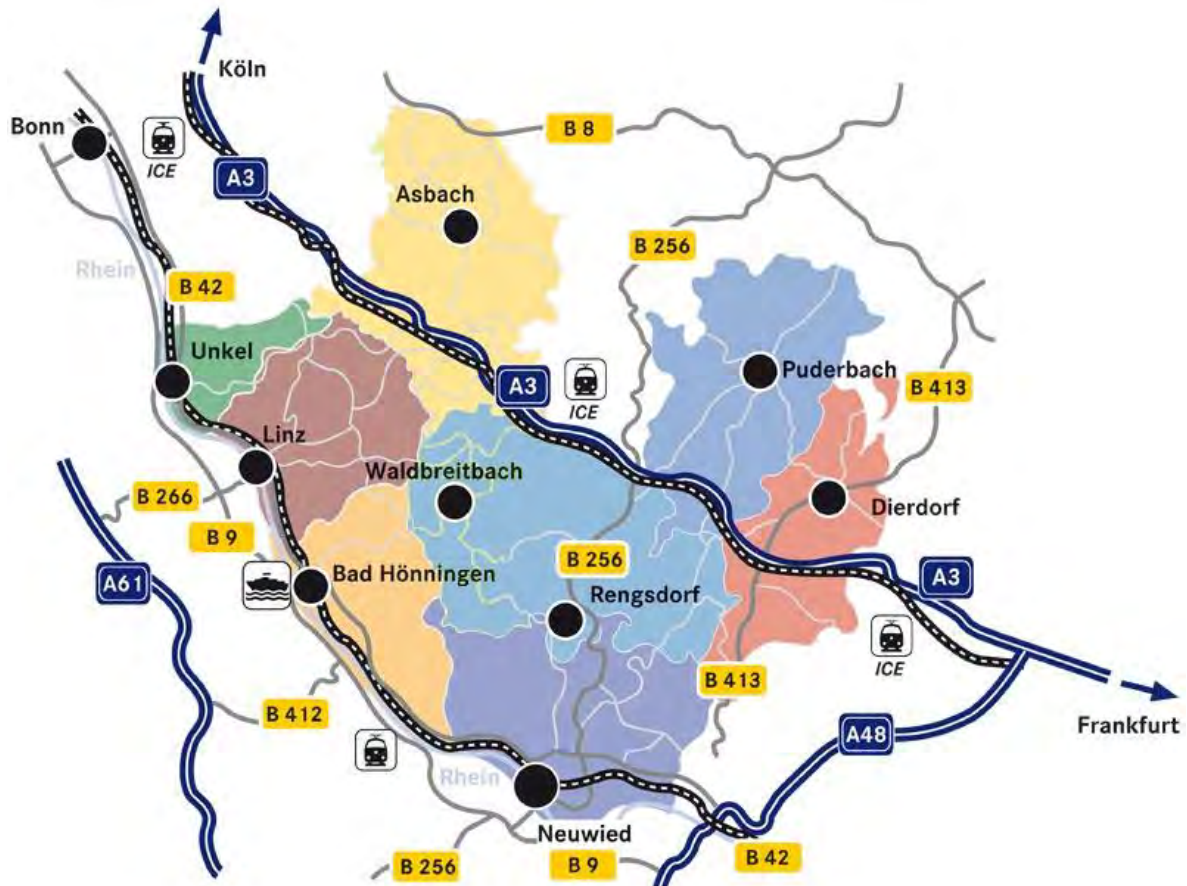 Köln
Bonn
B 8
ICE
A3
Asbach
B 256
Rhein
B 42
Unkel
Puderbach
A3
B 413
ICE
Linz
Waldbreitbach
B 266
Dierdorf
B 9
B 256
A61
Bad Hönningen
Rengsdorf
A3
ICE
B 413
B 412
Frankfurt
A48
Rhein
Neuwied
B 42
B 256
B 9